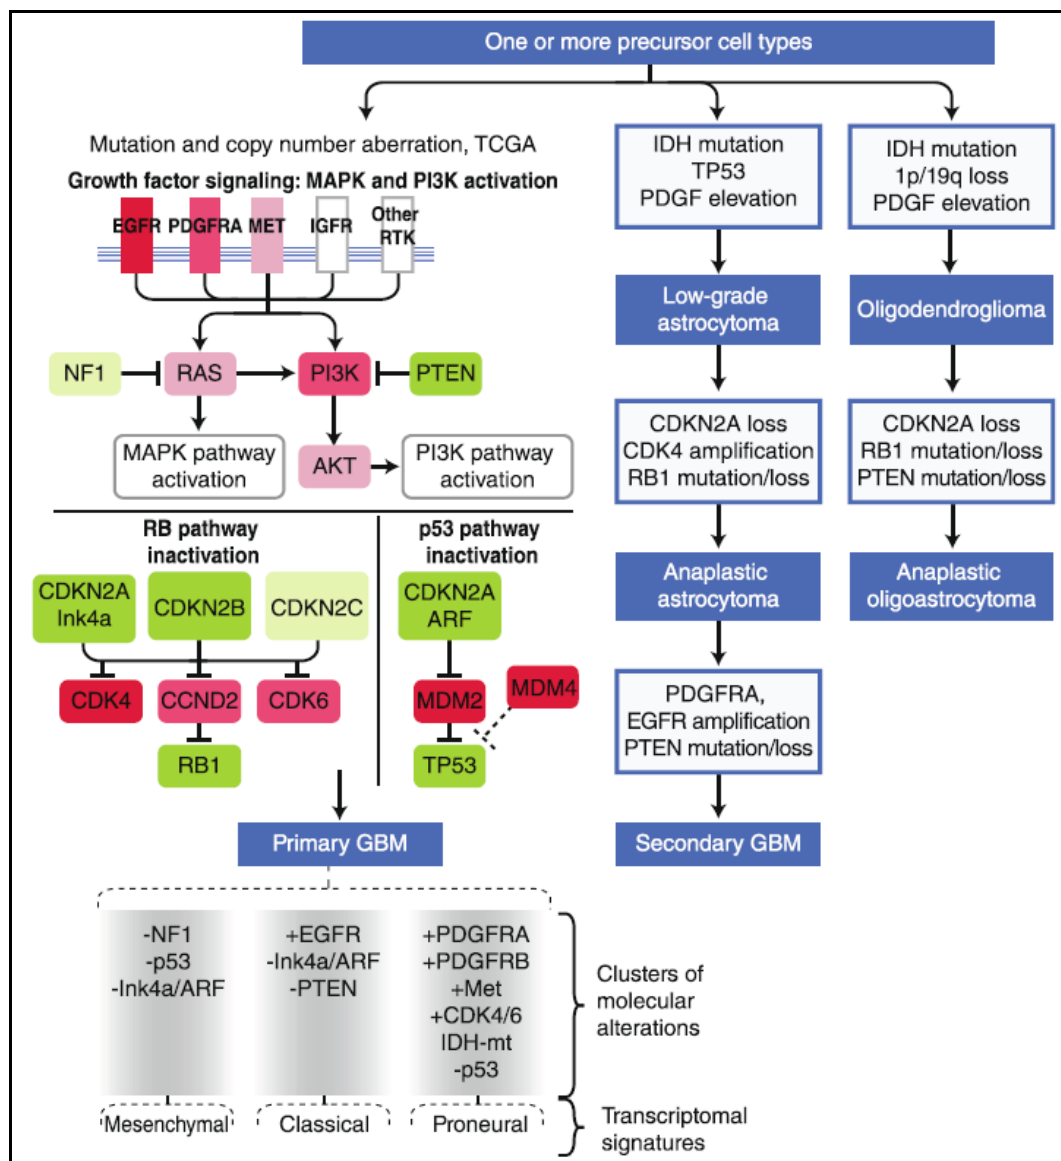 One or more precursor cell types
Mutation and copy number aberration, TCGA
Growth factor signaling: MAPK and PI3K activation
EGFR
PDGFRA
MET
IGFR
Other
RTK
NF1
RAS
PI3K
PTEN
MAPK pathway
activation
AKT
PI3K pathway
activation
RB pathway
inactivation
CDKN2A
Ink4a
CDKN2B
CDKN2C
CDK4
CCND2
CDK6
RB1
p53 pathway
inactivation
CDKN2A
ARF
MDM2
MDM4
TP53
Primary GBM
-NF1
-p53
-Ink4a/ARF
+EGFR
-Ink4a/ARF
-PTEN
+PDGFRA
+PDGFRB
+Met
+CDK4/6
IDH-mt
-p53
Clusters of
molecular
alterations
Mesenchymal
Classical
Proneural
Transcriptomal
signatures
IDH mutation
TP53
PDGF elevation
Low-grade
astrocytoma
CDKN2A loss
CDK4 amplification
RB1 mutation/loss
Anaplastic
astrocytoma
PDGFRA,
EGFR amplification
PTEN mutation/loss
Secondary GBM
IDH mutation
1p/19q loss
PDGF elevation
Oligodendroglioma
CDKN2A loss
RB1 mutation/loss
PTEN mutation/loss
Anaplastic
oligoastrocytoma